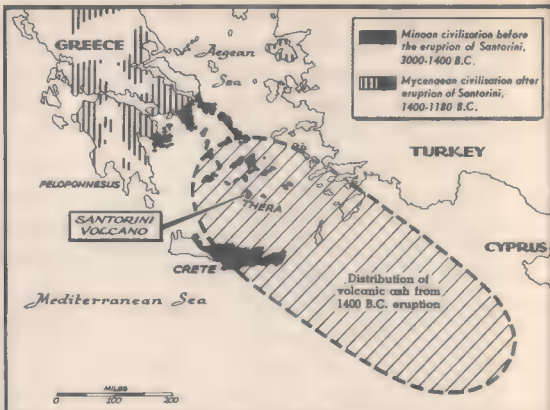 GREECE
Aegean
Sea
Minoan civilization before
the eruption of Santorini,
3000-1400 B.C.
Mycenaean civilization after
eruption of Santorini,
1400-1180 B.C.
TURKEY
PELOPONNESUS
THERA
SANTORINI
VOLCANO
CYPRUS
CRETE
Distribution of
volcanic ash from
1400 B.C. eruption
Mediterranean Sea
MILES
0 100 200